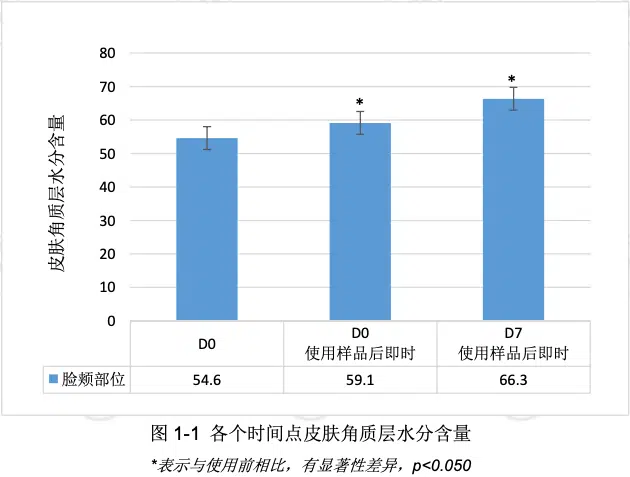 80
70
60
50
40
30
20
10
0
皮肤角质层水分含量
*
*
D0
D0
使用样品后即时
D7
使用样品后即时
脸颊部位 54.6 59.1 66.3
图 1-1 各个时间点皮肤角质层水分含量
*表示与使用前相比，有显著性差异，p<0.050